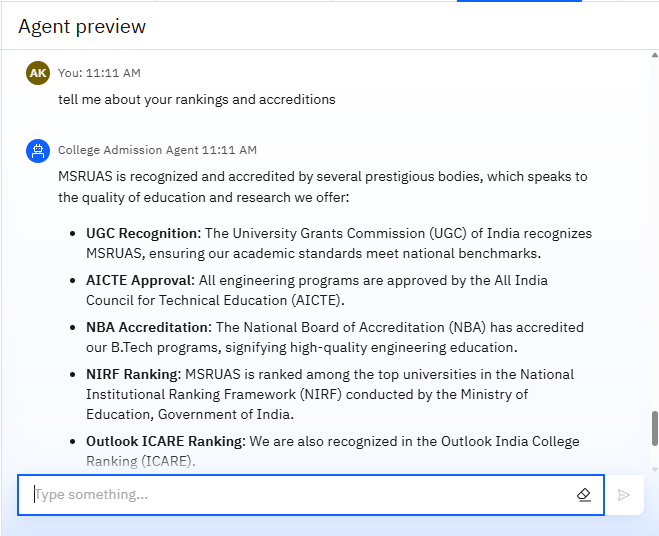 Agent preview
AK You: 11:11 AM
tell me about your rankings and accreditions
College Admission Agent 11:11 AM
MSRUAS is recognized and accredited by several prestigious bodies, which speaks to
the quality of education and research we offer:
• UGC Recognition: The University Grants Commission (UGC) of India recognizes
MSRUAS, ensuring our academic standards meet national benchmarks.
• AICTE Approval: All engineering programs are approved by the All India
Council for Technical Education (AICTE).
• NBA Accreditation: The National Board of Accreditation (NBA) has accredited
our B.Tech programs, signifying high-quality engineering education.
• NIRF Ranking: MSRUAS is ranked among the top universities in the National
Institutional Ranking Framework (NIRF) conducted by the Ministry of
Education, Government of India.
• Outlook ICARE Ranking: We are also recognized in the Outlook India College
Ranking (ICARE).
Type something...